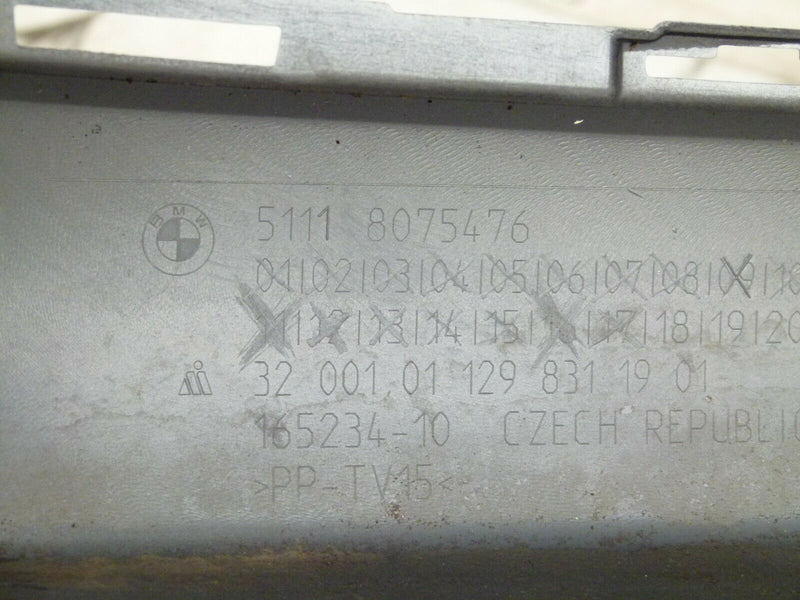 BMW
5111 8075476
01|02|03|04|05|06|07|08|09|10
11|12|13|14|15|16|17|18|19|20
32 001 01 129 831 19 01
165234-10 CZECH REPUBLIC
>PP-TV15<